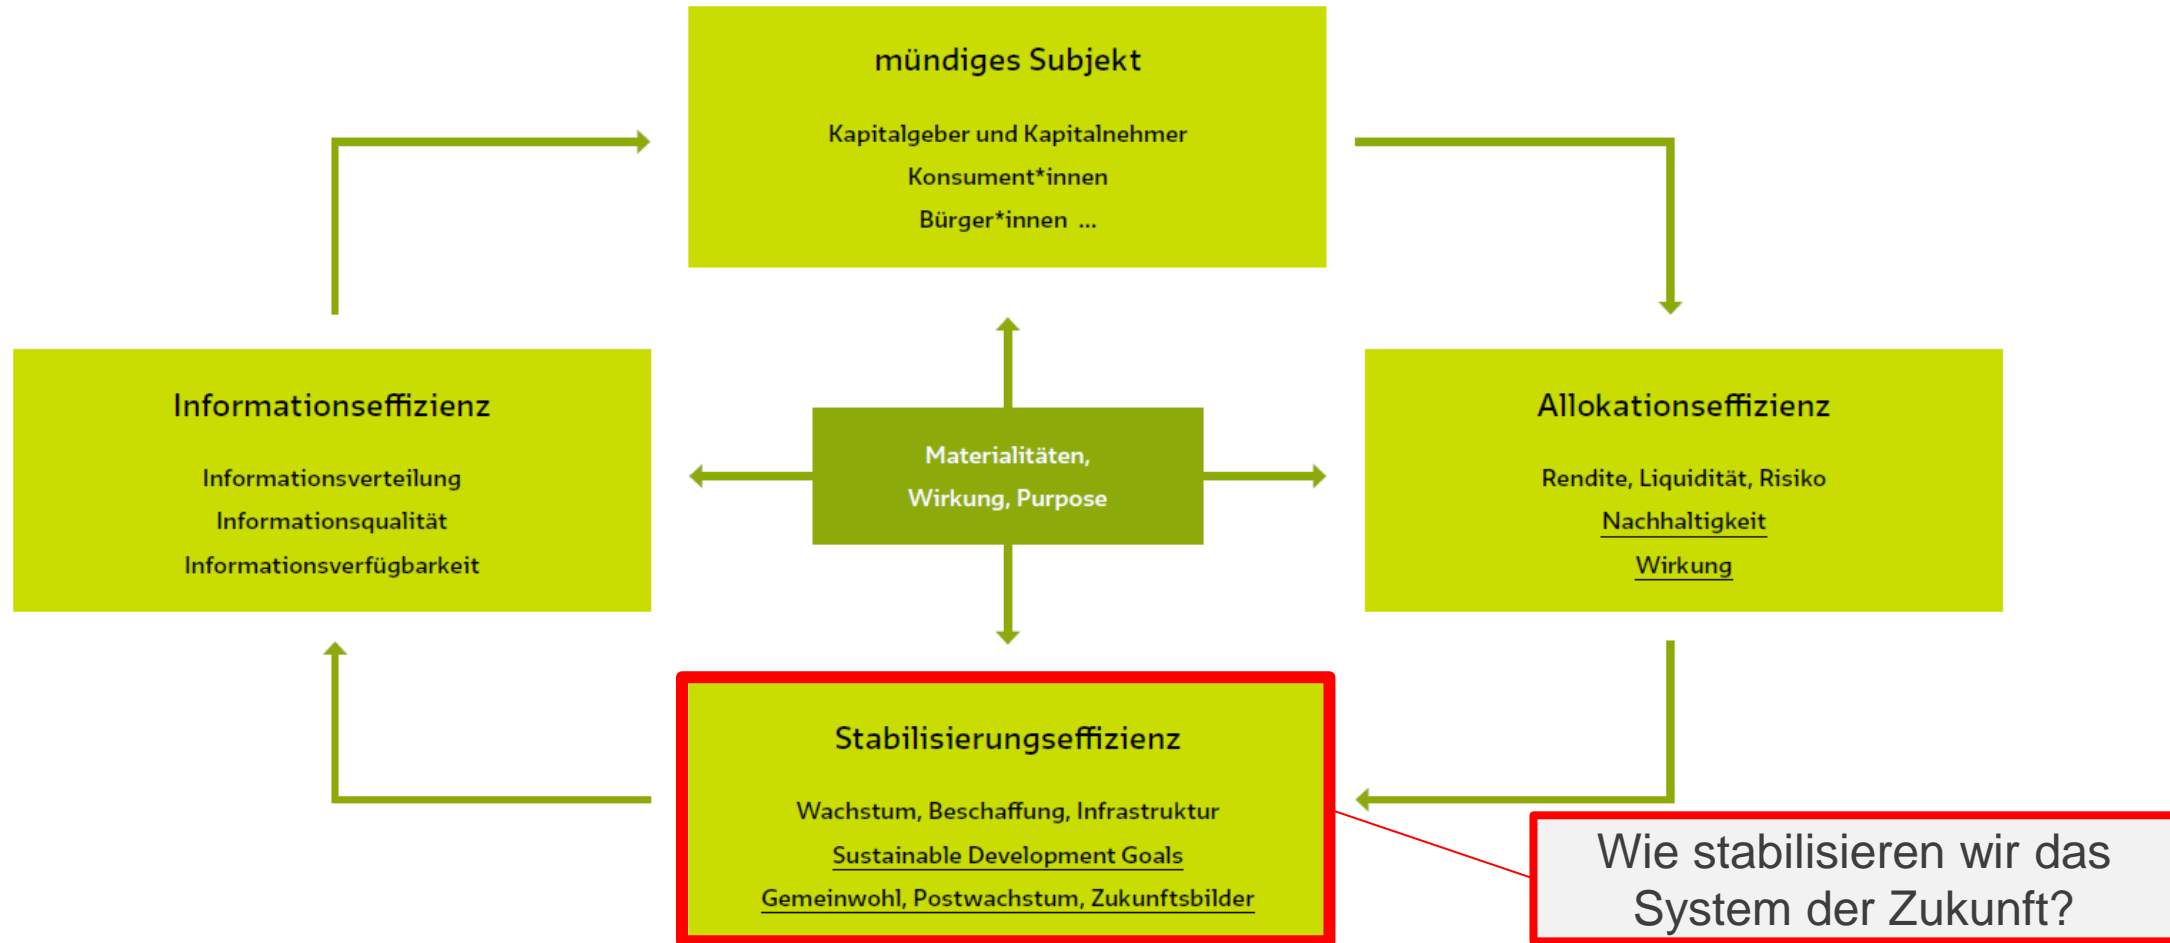 mündiges Subjekt
Kapitalgeber und Kapitalnehmer
Konsument*innen
Bürger*innen ...
Informationseffizienz
Informationsverteilung
Informationsqualität
Informationsverfügbarkeit
Materialitäten,
Wirkung, Purpose
Allokationseffizienz
Rendite, Liquidität, Risiko
Nachhaltigkeit
Wirkung
Stabilisierungseffizienz
Wachstum, Beschaffung, Infrastruktur
Sustainable Development Goals
Gemeinwohl, Postwachstum, Zukunftsbilder
Wie stabilisieren wir das
System der Zukunft?